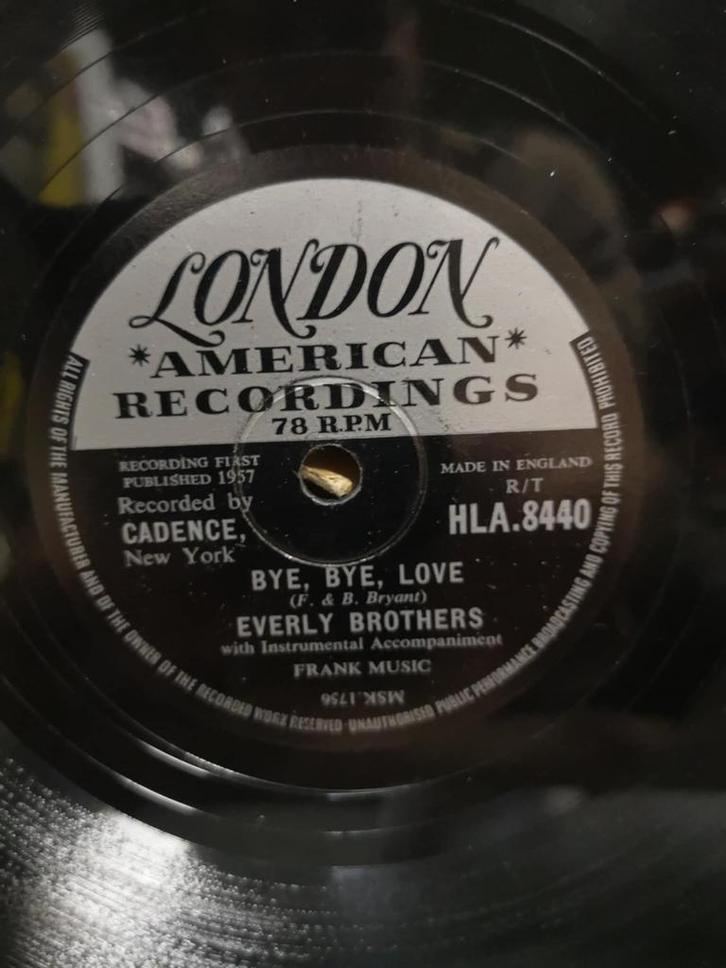 LONDON
*AMERICAN*
RECORDINGS
78 R.P.M
RECORDING FIRST
PUBLISHED 1957
Recorded by
CADENCE,
New York
MADE IN ENGLAND
R/T
HLA.8440
BYE, BYE, LOVE
(F. & B. Bryant)
EVERLY BROTHERS
with Instrumental Accompaniment
FRANK MUSIC
MSK.1756
ALL RIGHTS OF THE MANUFACTURER AND OF THE OWNER OF THE RECORDED WORK RESERVED UNAUTHORISED PUBLIC PERFORMANCE BROADCASTING AND COPYING OF THIS RECORD PROHIBITED